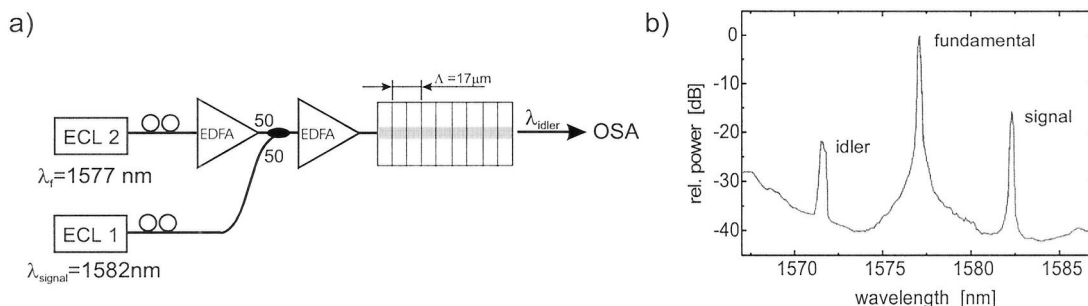 a)
Λ =17μm
ECL 2
EDFA
50
50
EDFA
λidler
OSA
λf=1577 nm
ECL 1
λsignal=1582nm
b)
0
-10
-20
-30
-40
rel. power [dB]
fundamental
signal
idler
1570 1575 1580 1585
wavelength [nm]